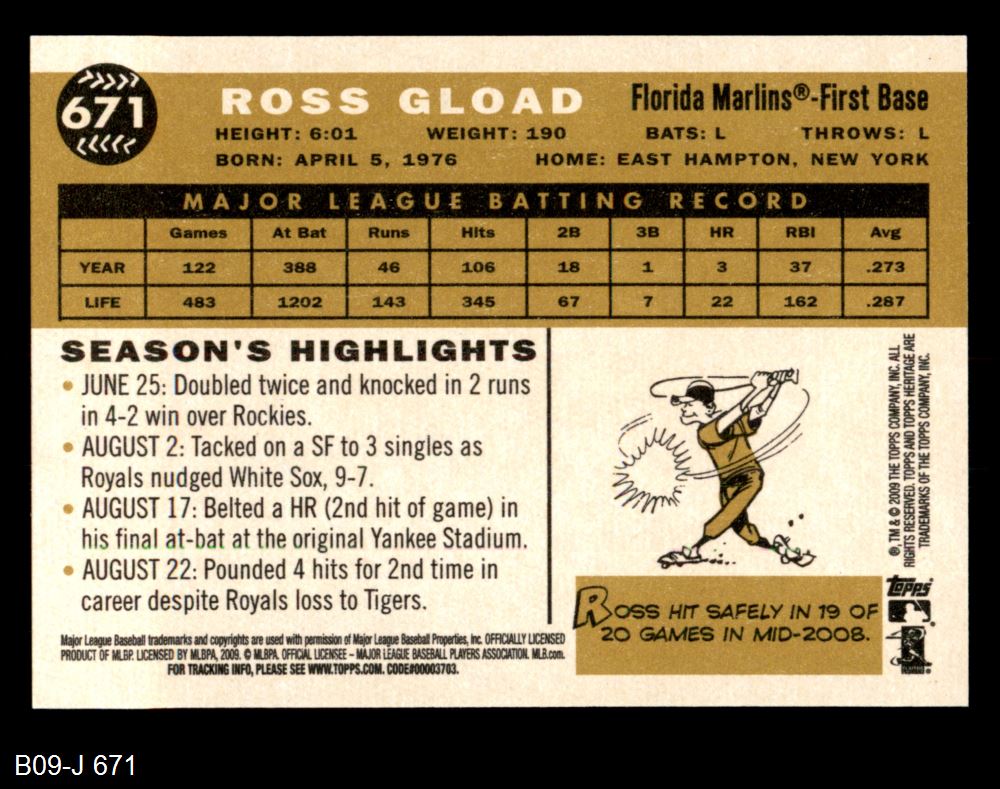 671
ROSS GLOAD
Florida Marlins®-First Base
HEIGHT: 6:01 WEIGHT: 190 BATS: L THROWS: L
BORN: APRIL 5, 1976 HOME: EAST HAMPTON, NEW YORK
MAJOR LEAGUE BATTING RECORD
Games At Bat Runs Hits 2B 3B HR RBI Avg
YEAR 122 388 46 106 18 1 3 37 .273
LIFE 483 1202 143 345 67 7 22 162 .287
SEASON'S HIGHLIGHTS
• JUNE 25: Doubled twice and knocked in 2 runs
in 4-2 win over Rockies.
• AUGUST 2: Tacked on a SF to 3 singles as
Royals nudged White Sox, 9-7.
• AUGUST 17: Belted a HR (2nd hit of game) in
his final at-bat at the original Yankee Stadium.
• AUGUST 22: Pounded 4 hits for 2nd time in
career despite Royals loss to Tigers.
Major League Baseball trademarks and copyrights are used with permission of Major League Baseball Properties, Inc. OFFICIALLY LICENSED
PRODUCT OF MLBP. LICENSED BY MLBPA, 2009. © MLBPA. OFFICIAL LICENSEE – MAJOR LEAGUE BASEBALL PLAYERS ASSOCIATION. MLB.com.
FOR TRACKING INFO, PLEASE SEE WWW.TOPPS.COM. CODE#00003703.
ROSS HIT SAFELY IN 19 OF
20 GAMES IN MID-2008.
®, TM & © 2009 THE TOPPS COMPANY, INC. ALL
RIGHTS RESERVED. TOPPS AND TOPPS HERITAGE ARE
TRADEMARKS OF THE TOPPS COMPANY, INC.
Topps
B09-J 671